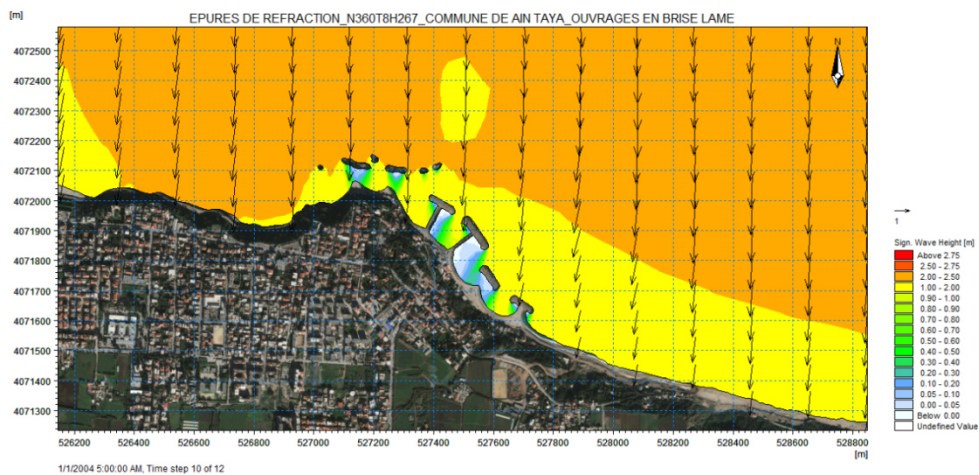 EPURES DE REFRACTION_N360T8H267_COMMUNE DE AIN TAYA_OUVRAGES EN BRISE LAME
[m]
4072500
4072400
4072300
4072200
4072100
4072000
4071900
4071800
4071700
4071600
4071500
4071400
4071300
N
1
Sign. Wave Height [m]
Above 2.75
2.50 - 2.75
2.00 - 2.50
1.00 - 2.00
0.90 - 1.00
0.80 - 0.90
0.70 - 0.80
0.60 - 0.70
0.50 - 0.60
0.40 - 0.50
0.30 - 0.40
0.20 - 0.30
0.10 - 0.20
0.05 - 0.10
0.00 - 0.05
Below 0.00
Undefined Value
526200 526400 526600 526800 527000 527200 527400 527600 527800 528000 528200 528400 528600 528800
[m]
1/1/2004 5:00:00 AM, Time step 10 of 12